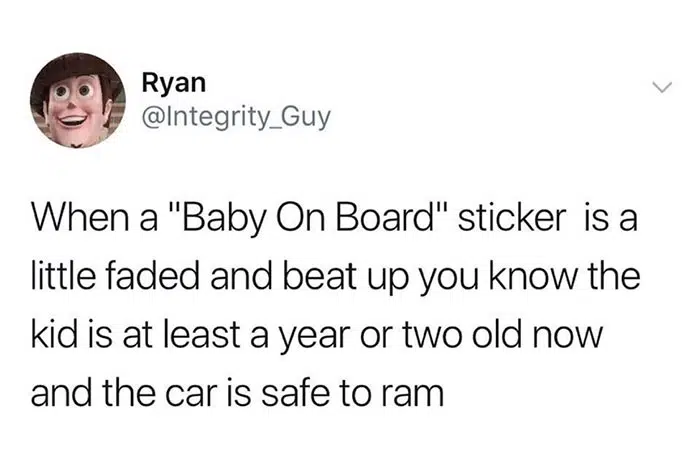 Ryan
@Integrity_Guy
When a "Baby On Board" sticker is a
little faded and beat up you know the
kid is at least a year or two old now
and the car is safe to ram